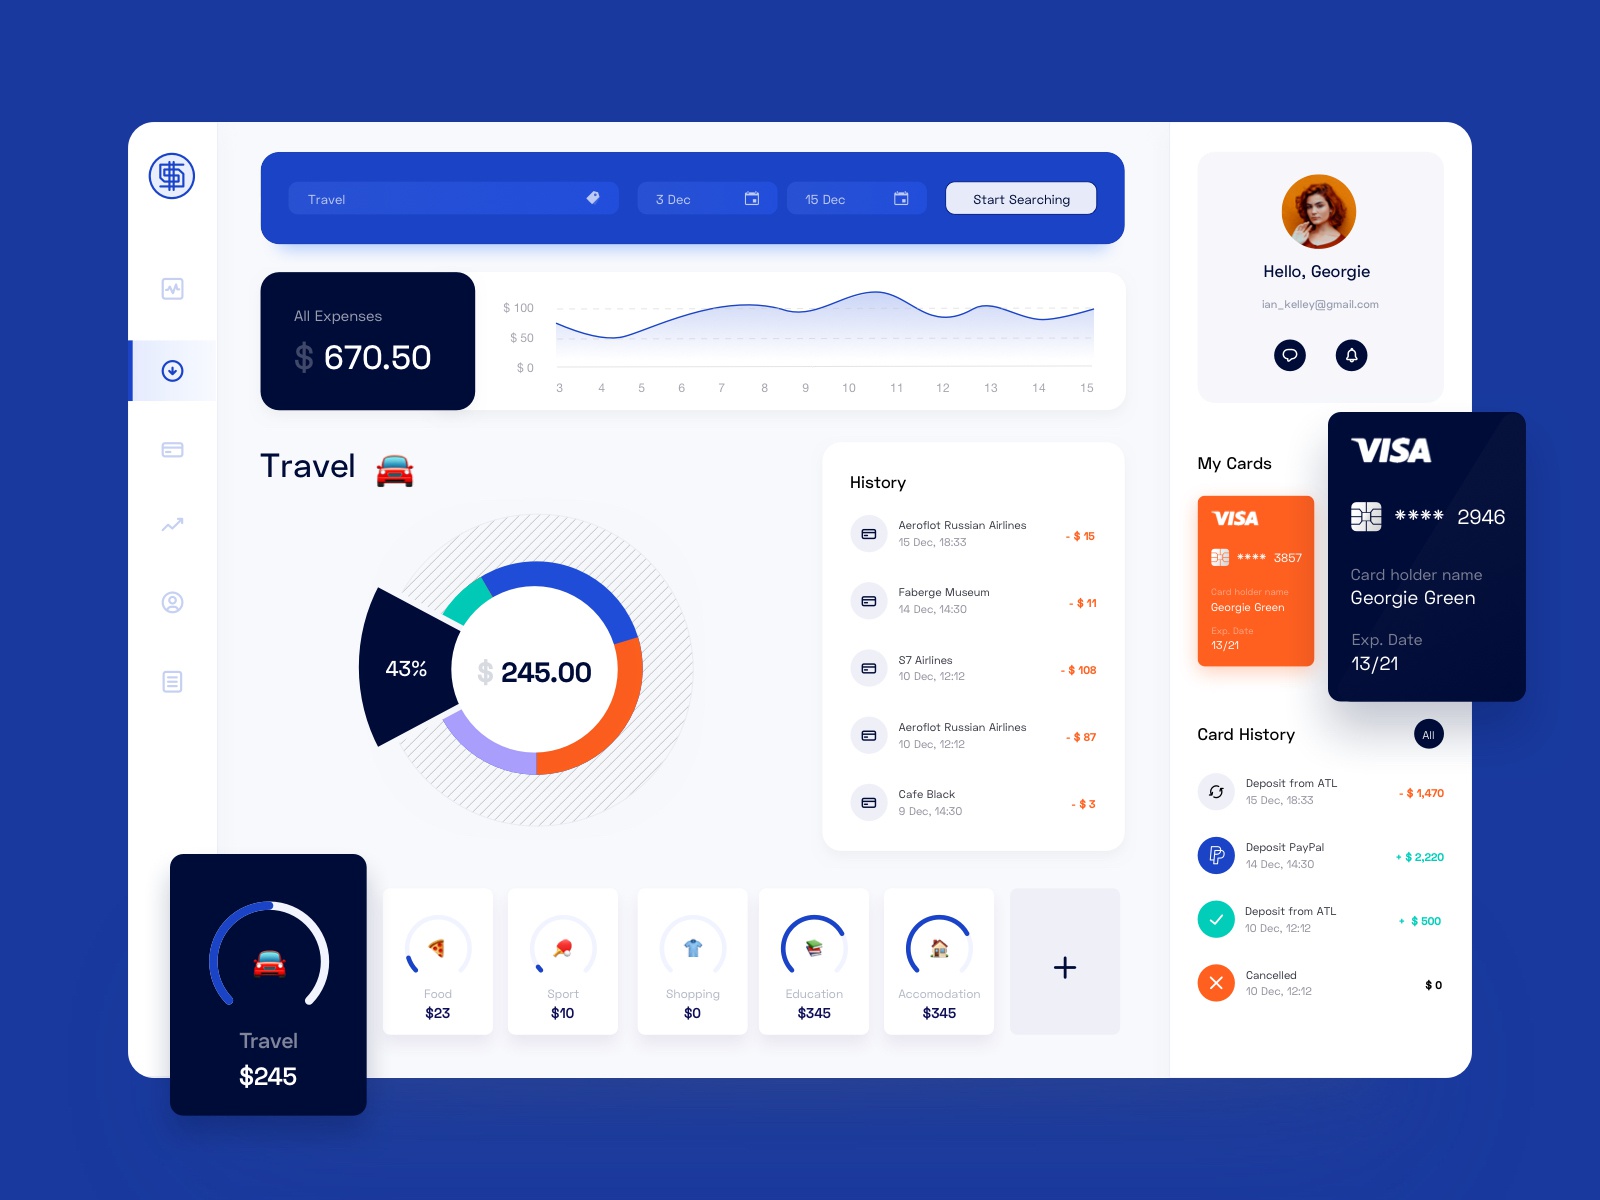 Travel
3 Dec
15 Dec
Start Searching
All Expenses
$ 670.50
$ 100
$ 50
$ 0
3 4 5 6 7 8 9 10 11 12 13 14 15
Travel
43%
$ 245.00
History
Aeroflot Russian Airlines
15 Dec, 18:33
- $ 15
Faberge Museum
14 Dec, 14:30
- $ 11
S7 Airlines
10 Dec, 12:12
- $ 108
Aeroflot Russian Airlines
10 Dec, 12:12
- $ 87
Cafe Black
9 Dec, 14:30
- $ 3
Travel
$245
Food
$23
Sport
$10
Shopping
$0
Education
$345
Accomodation
$345
+
Hello, Georgie
ian_kelley@gmail.com
My Cards
VISA
**** 3857
Card holder name
Georgie Green
Exp. Date
13/21
VISA
**** 2946
Card holder name
Georgie Green
Exp. Date
13/21
Card History
All
Deposit from ATL
15 Dec, 18:33
- $ 1,470
Deposit PayPal
14 Dec, 14:30
+ $ 2,220
Deposit from ATL
10 Dec, 12:12
+ $ 500
Cancelled
10 Dec, 12:12
$ 0